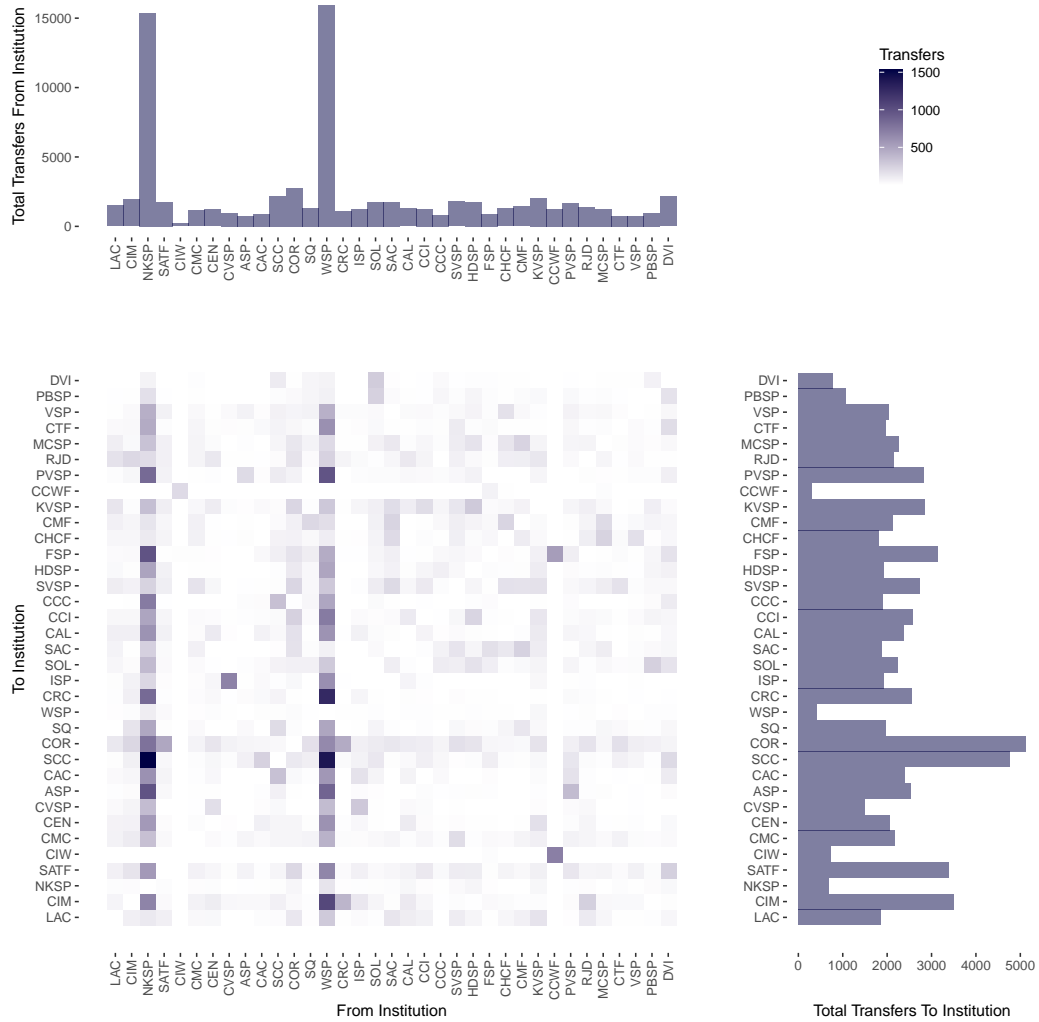 Total Transfers From Institution
15000
10000
5000
0
LAC
CIM
NKSP
SATF
CIW
CMC
CEN
CVSP
ASP
CAC
SCC
COR
SQ
WSP
CRC
ISP
SOL
SAC
CAL
CCI
CCC
SVSP
HDSP
FSP
CHCF
CMF
KVSP
CCWF
PVSP
RJD
MCSP
CTF
VSP
PBSP
DVI
Transfers
1500
1000
500
To Institution
DVI
PBSP
VSP
CTF
MCSP
RJD
PVSP
CCWF
KVSP
CMF
CHCF
FSP
HDSP
SVSP
CCC
CCI
CAL
SAC
SOL
ISP
CRC
WSP
SQ
COR
SCC
CAC
ASP
CVSP
CEN
CMC
CIW
SATF
NKSP
CIM
LAC
LAC
CIM
NKSP
SATF
CIW
CMC
CEN
CVSP
ASP
CAC
SCC
COR
SQ
WSP
CRC
ISP
SOL
SAC
CAL
CCI
CCC
SVSP
HDSP
FSP
CHCF
CMF
KVSP
CCWF
PVSP
RJD
MCSP
CTF
VSP
PBSP
DVI
From Institution
DVI
PBSP
VSP
CTF
MCSP
RJD
PVSP
CCWF
KVSP
CMF
CHCF
FSP
HDSP
SVSP
CCC
CCI
CAL
SAC
SOL
ISP
CRC
WSP
SQ
COR
SCC
CAC
ASP
CVSP
CEN
CMC
CIW
SATF
NKSP
CIM
LAC
0 1000 2000 3000 4000 5000
Total Transfers To Institution